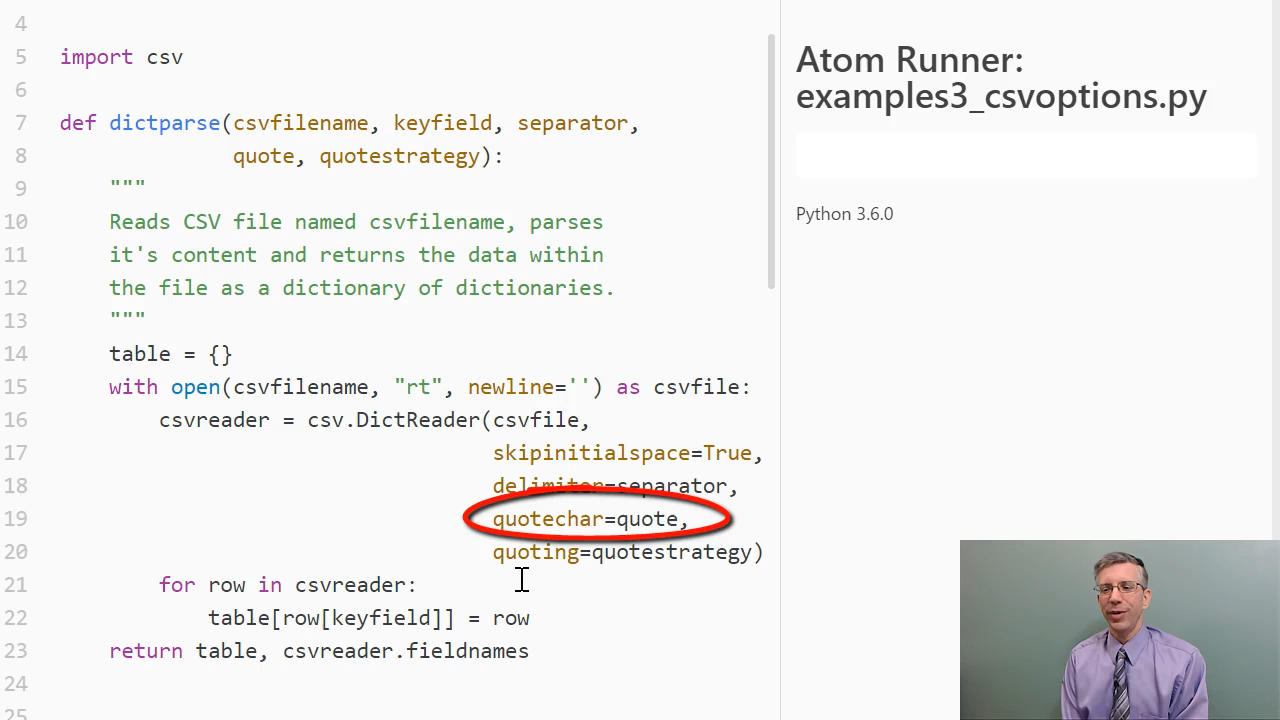 4
5 import csv
6
7 def dictparse(csvfilename, keyfield, separator,
8 quote, quotestrategy):
9 """
10 Reads CSV file named csvfilename, parses
11 it's content and returns the data within
12 the file as a dictionary of dictionaries.
13 """
14 table = {}
15 with open(csvfilename, "rt", newline='') as csvfile:
16 csvreader = csv.DictReader(csvfile,
17 skipinitialspace=True,
18 delimiter=separator,
19 quotechar=quote,
20 quoting=quotestrategy)
21 for row in csvreader:
22 table[row[keyfield]] = row
23 return table, csvreader.fieldnames
24
25
Atom Runner:
examples3_csvoptions.py
Python 3.6.0